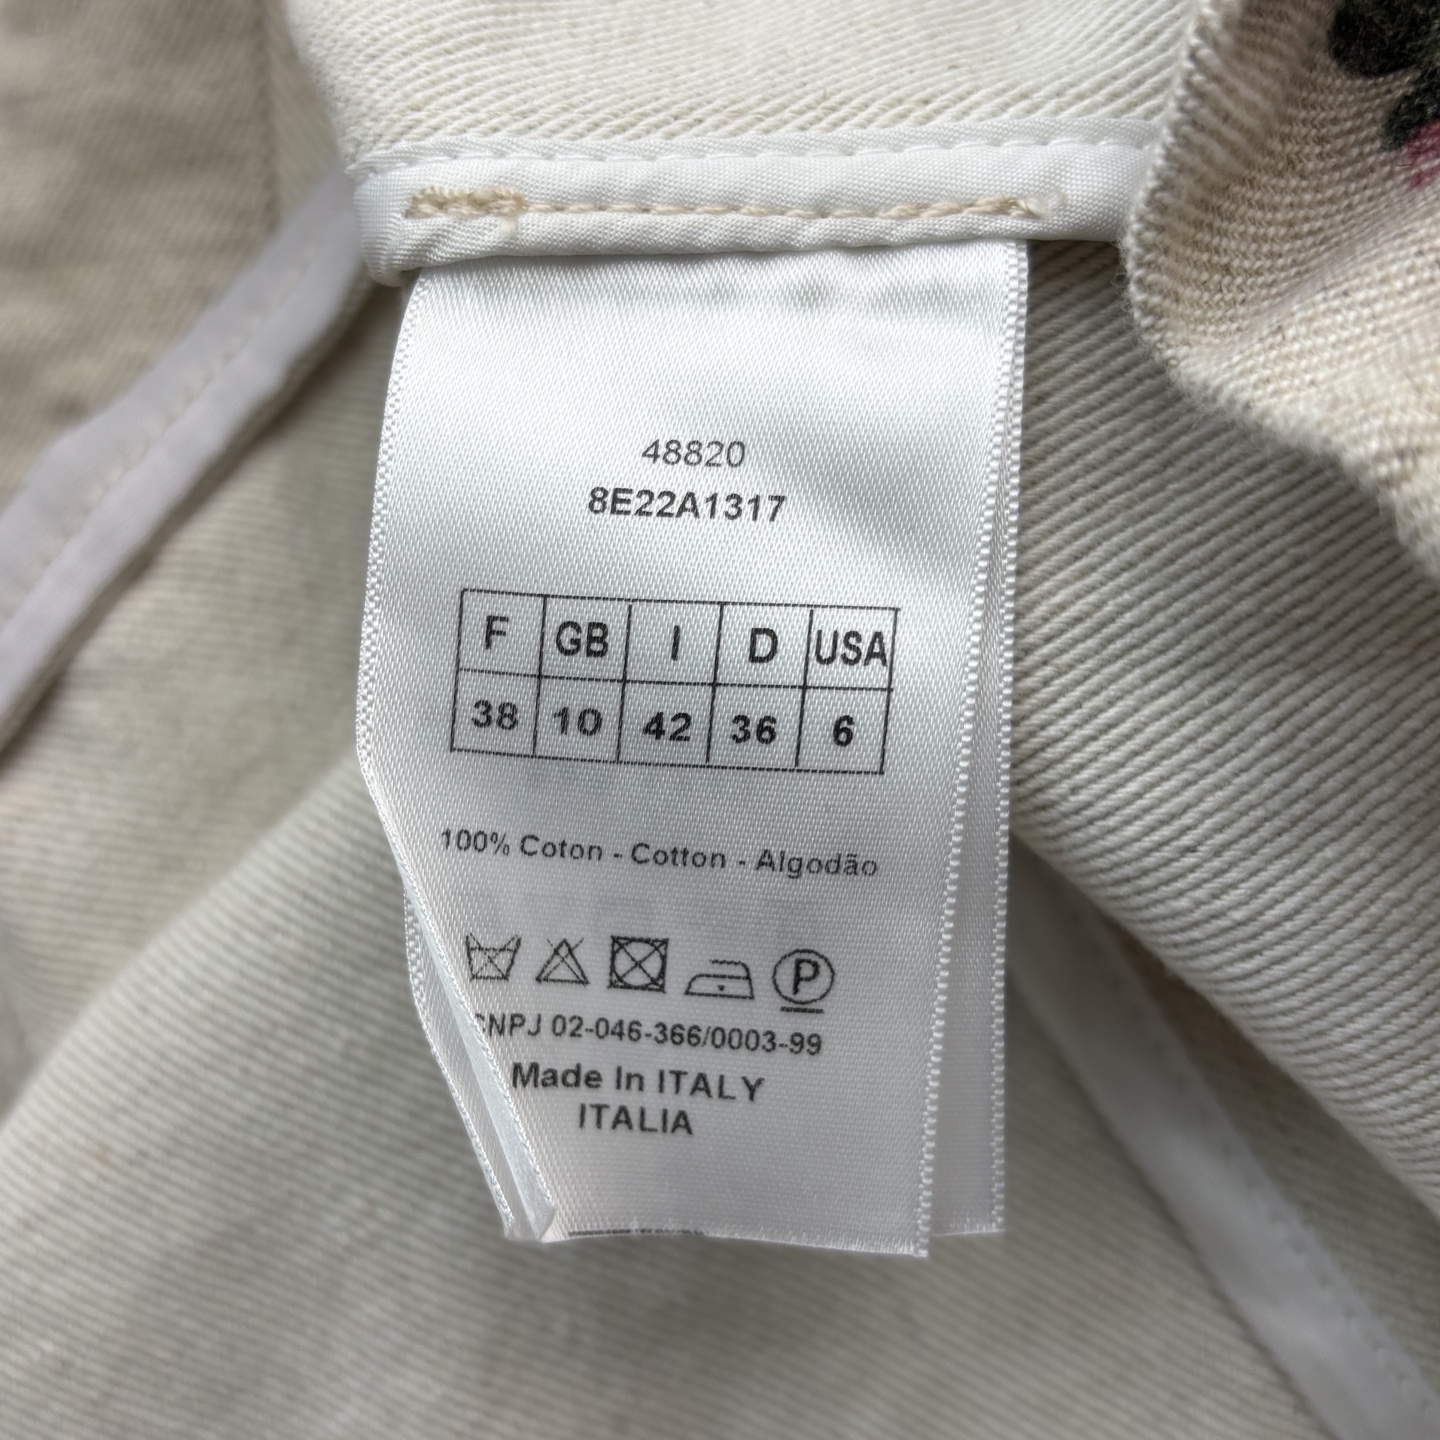 48820
8E22A1317
F GB I D USA
38 10 42 36 6
100% Coton - Cotton - Algodão
P
CNPJ 02-046-366/0003-99
Made In ITALY
ITALIA